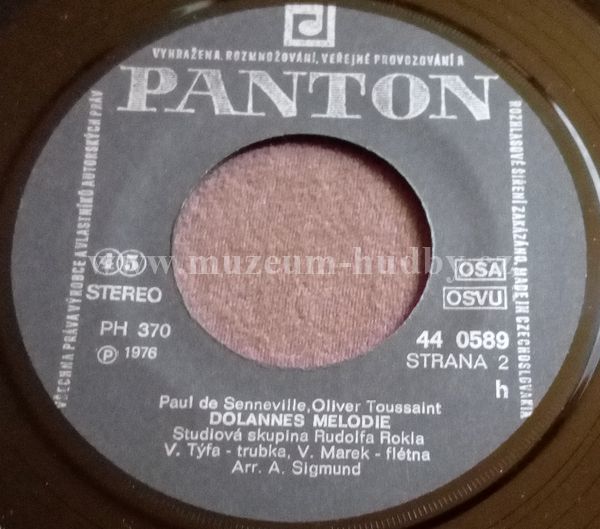 VŠECHNA PRÁVA VÝROBCE A VLASTNÍKŮ AUTORSKÝCH PRÁV
VYHRAŽENA. ROZMNOŽOVÁNÍ, VEŘEJNÉ PROVOZOVÁNÍ A
ROZHLASOVÉ ŠÍŘENÍ ZAKÁZÁNO. MADE IN CZECHOSLOVAKIA
PANTON
www.muzeum-hudby.cz
45
STEREO
OSA
OSVU
PH 370
Ⓟ 1976
44 0589
STRANA 2
h
Paul de Senneville, Oliver Toussaint
DOLANNES MELODIE
Studiová skupina Rudolfa Rokla
V. Týfa - trubka, V. Marek - flétna
Arr. A. Sigmund